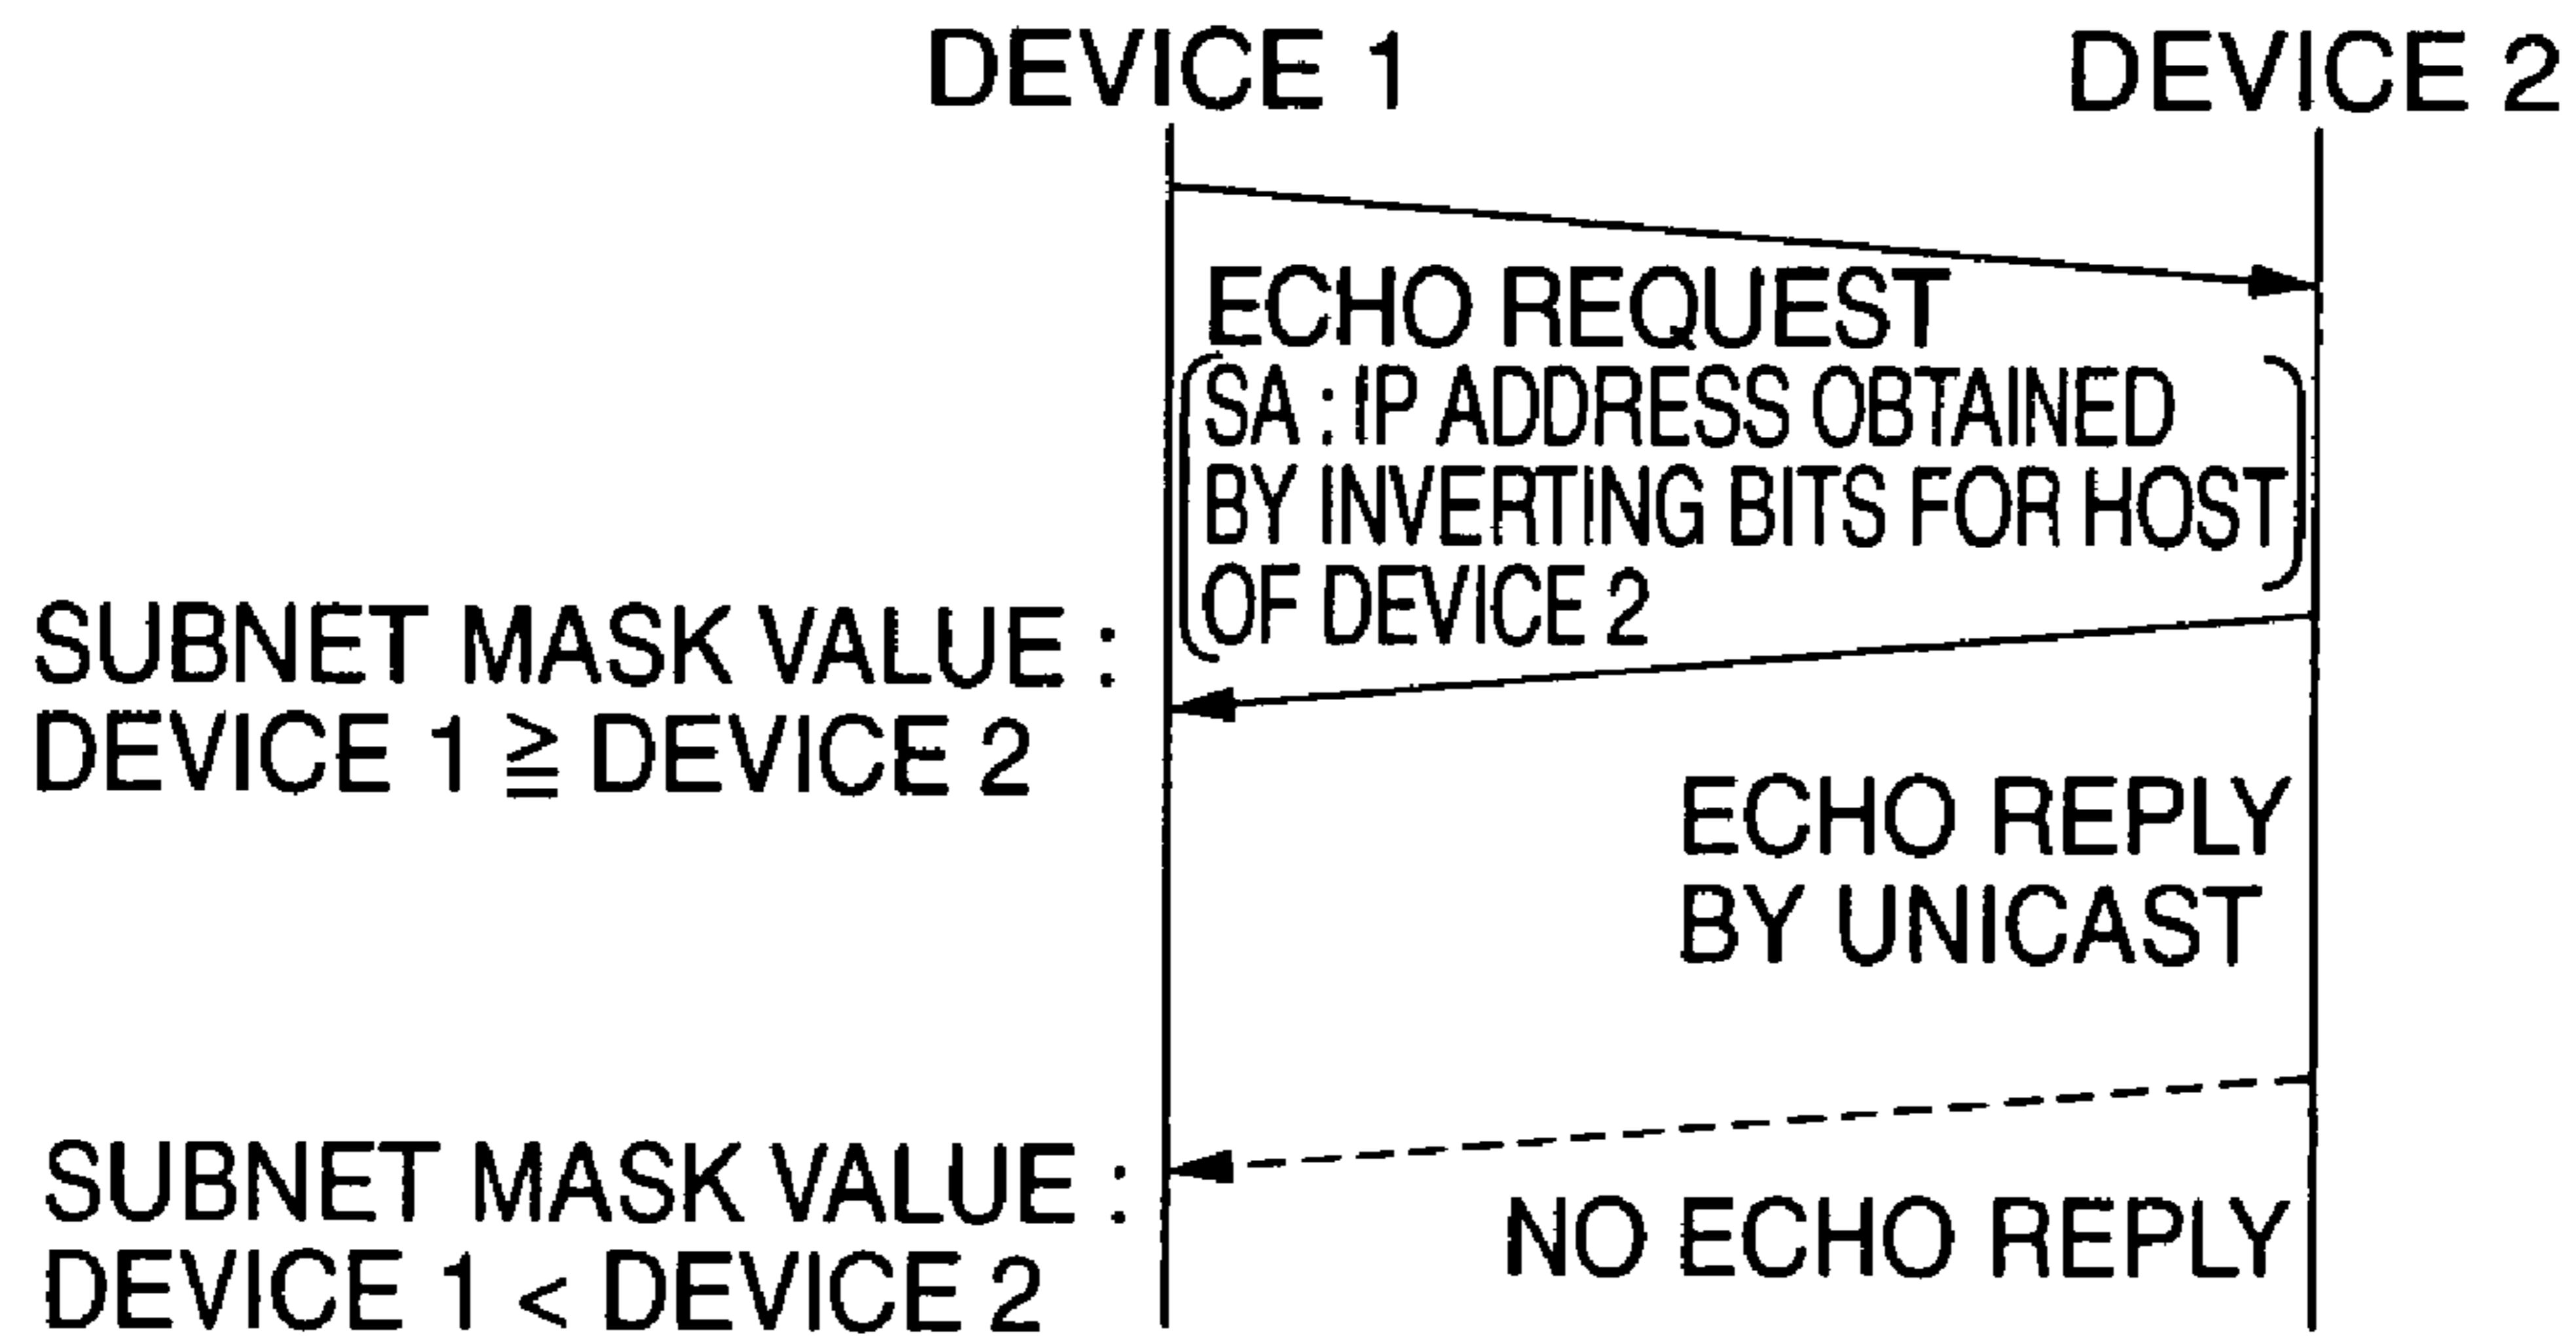 DEVICE 1
DEVICE 2
ECHO REQUEST
SA : IP ADDRESS OBTAINED
BY INVERTING BITS FOR HOST
OF DEVICE 2
SUBNET MASK VALUE :
DEVICE 1 ≧ DEVICE 2
ECHO REPLY
BY UNICAST
SUBNET MASK VALUE :
DEVICE 1 < DEVICE 2
NO ECHO REPLY